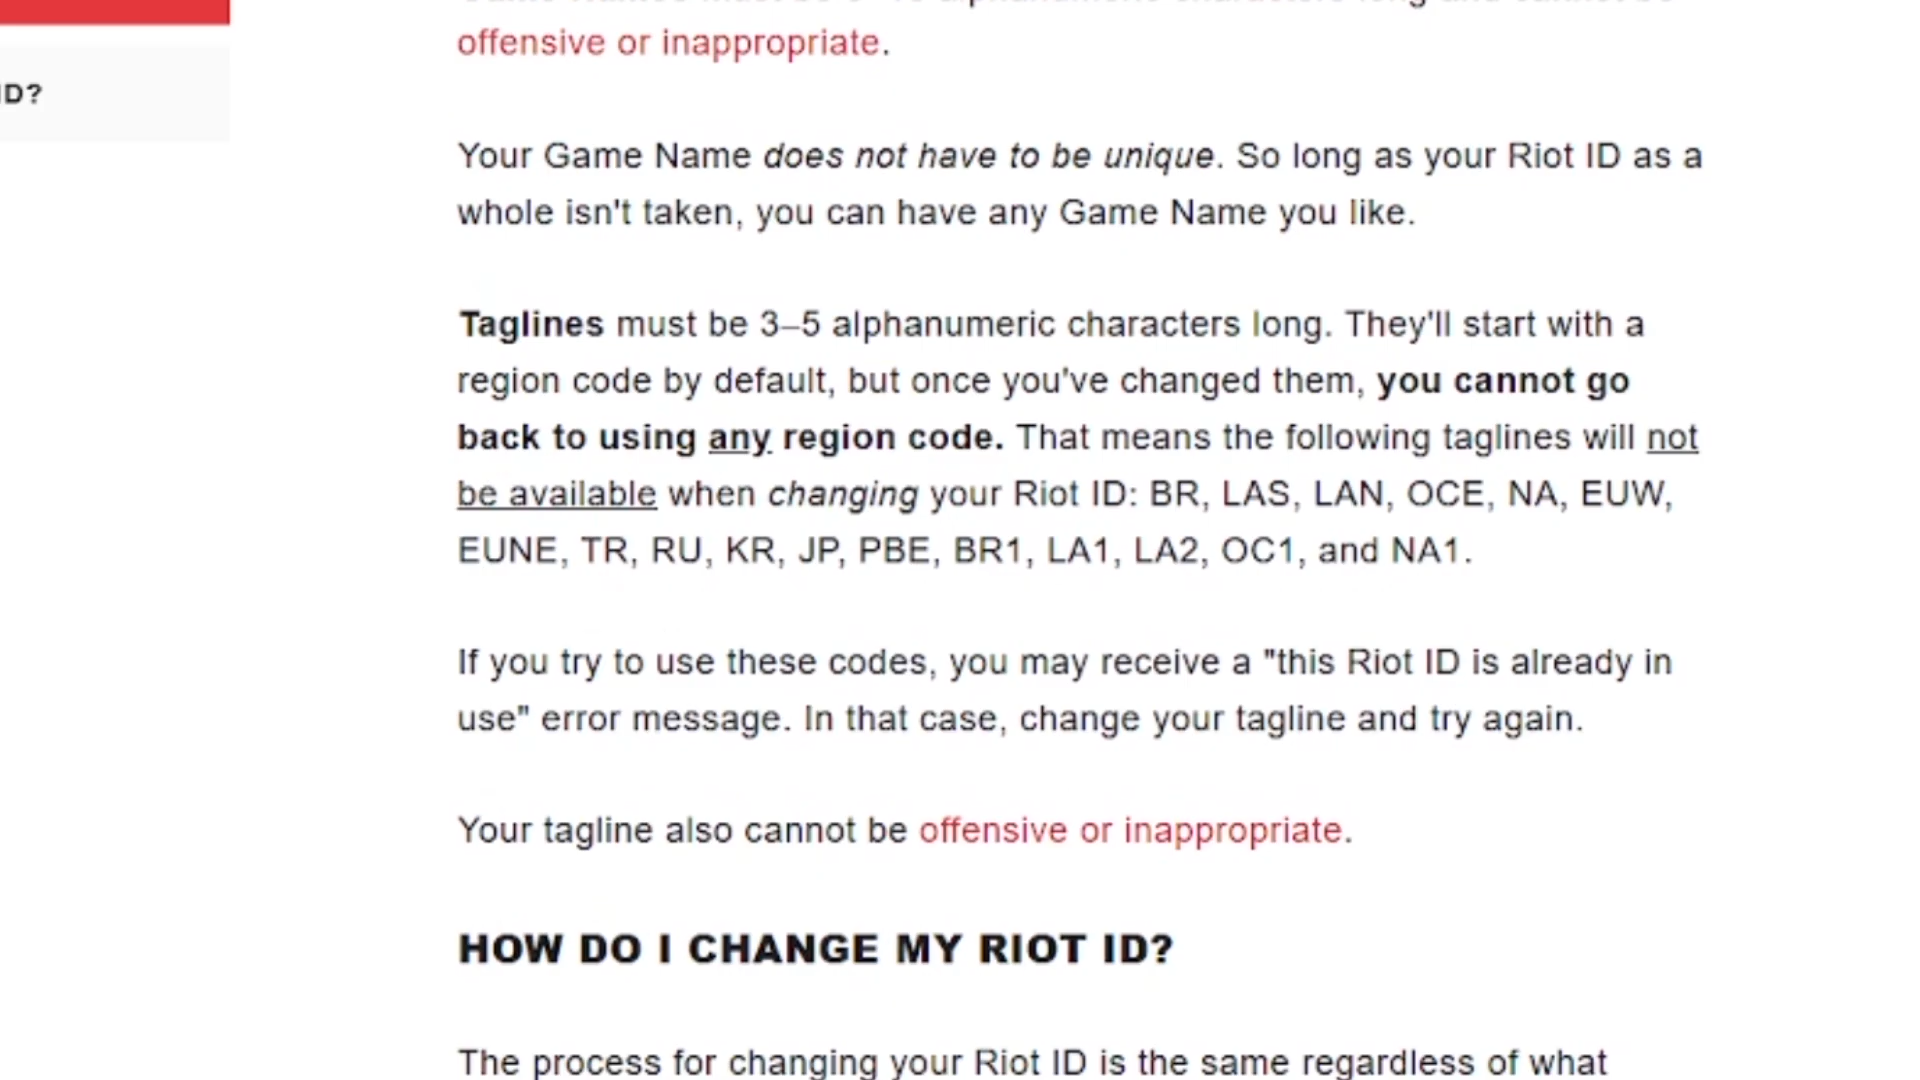 offensive or inappropriate.
ID?
Your Game Name does not have to be unique. So long as your Riot ID as a
whole isn't taken, you can have any Game Name you like.
Taglines must be 3–5 alphanumeric characters long. They'll start with a
region code by default, but once you've changed them, you cannot go
back to using any region code. That means the following taglines will not
be available when changing your Riot ID: BR, LAS, LAN, OCE, NA, EUW,
EUNE, TR, RU, KR, JP, PBE, BR1, LA1, LA2, OC1, and NA1.
If you try to use these codes, you may receive a "this Riot ID is already in
use" error message. In that case, change your tagline and try again.
Your tagline also cannot be offensive or inappropriate.
HOW DO I CHANGE MY RIOT ID?
The process for changing your Riot ID is the same regardless of what